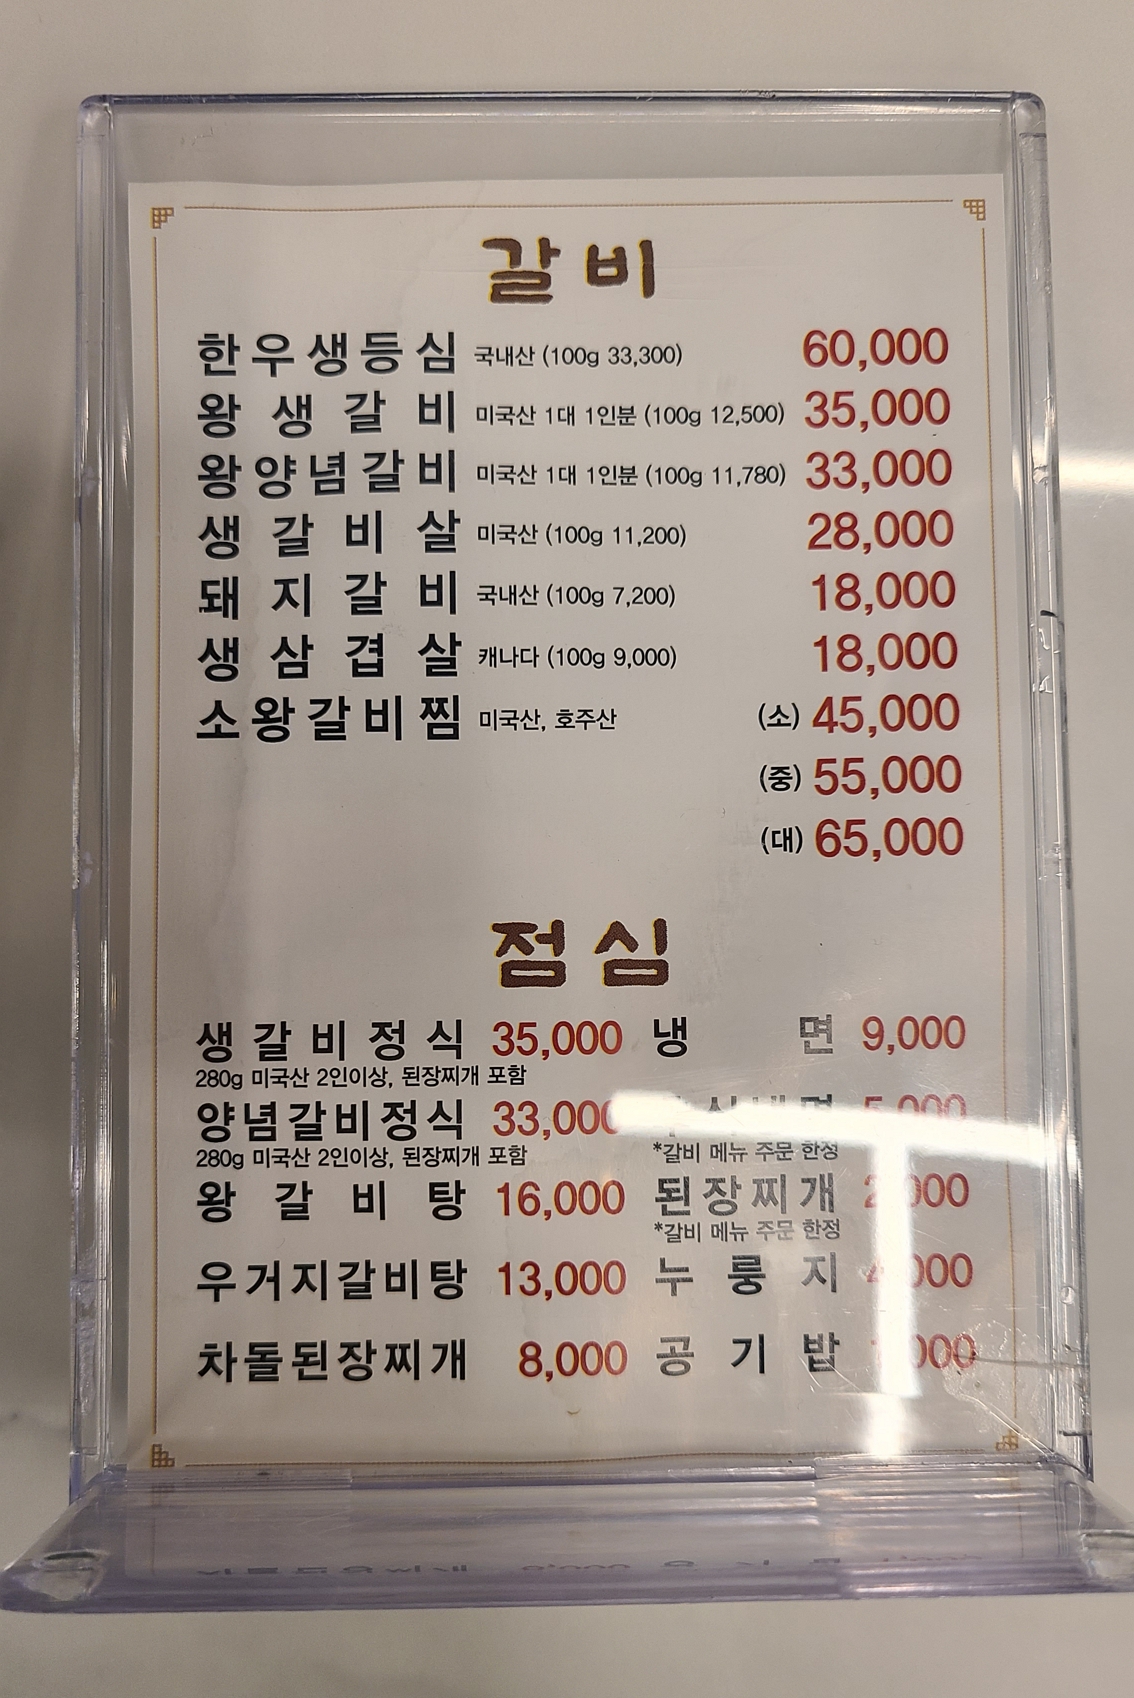 갈비
한우생등심 국내산 (100g 33,300) 60,000
왕생갈비 미국산 1대 1인분 (100g 12,500) 35,000
왕양념갈비 미국산 1대 1인분 (100g 11,780) 33,000
생갈비살 미국산 (100g 11,200) 28,000
돼지갈비 국내산 (100g 7,200) 18,000
생삼겹살 캐나다 (100g 9,000) 18,000
소왕갈비찜 미국산, 호주산 (소) 45,000
(중) 55,000
(대) 65,000
점심
생갈비정식 35,000 냉면 9,000
280g 미국산 2인이상, 된장찌개 포함
양념갈비정식 33,000 5,000
280g 미국산 2인이상, 된장찌개 포함 *갈비 메뉴 주문 한정
왕갈비탕 16,000 된장찌개
*갈비 메뉴 주문 한정
우거지갈비탕 13,000 누룽지
차돌된장찌개 8,000 공기밥